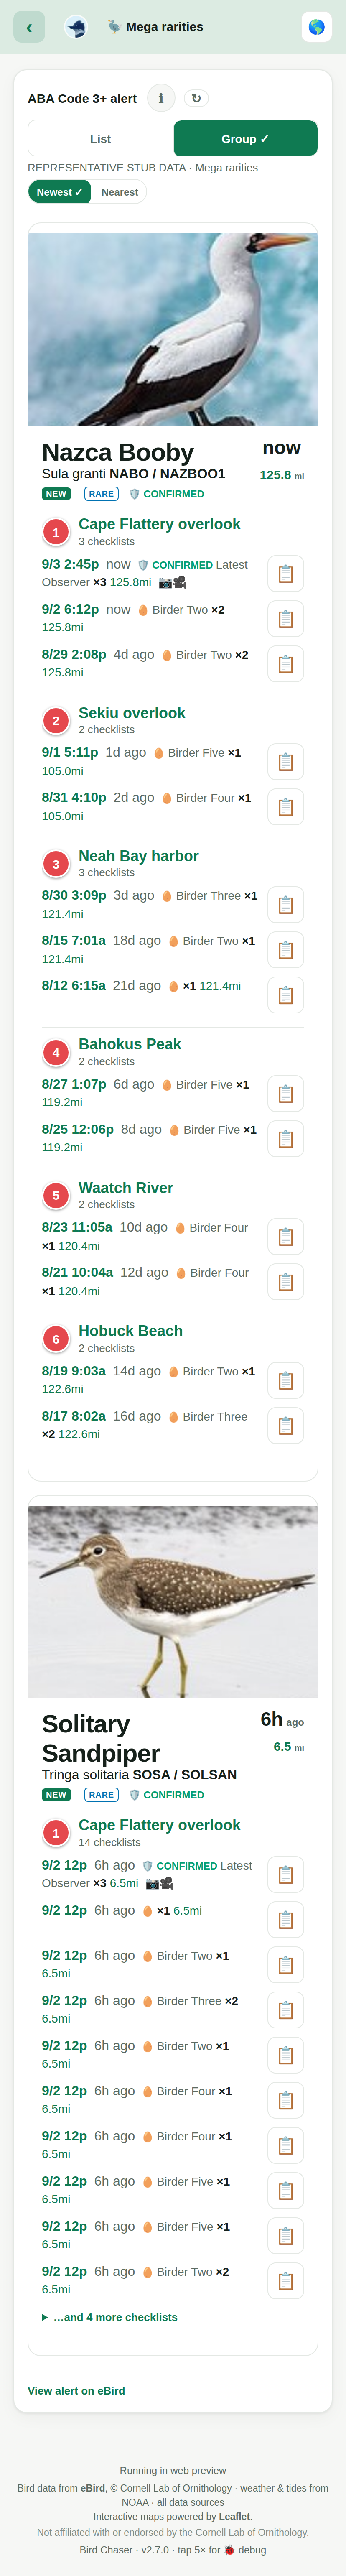 ‹ 🦤 Mega rarities 🌎
ABA Code 3+ alert ℹ ↻
List Group ✓
REPRESENTATIVE STUB DATA · Mega rarities
Newest ✓ Nearest
Nazca Booby now
Sula granti NABO / NAZBOO1 125.8 mi
NEW RARE 🛡️ CONFIRMED
1 Cape Flattery overlook
3 checklists
9/3 2:45p now 🛡️ CONFIRMED Latest
Observer ×3 125.8mi 📷🎥
9/2 6:12p now 🥚 Birder Two ×2
125.8mi
8/29 2:08p 4d ago 🥚 Birder Two ×2
125.8mi
2 Sekiu overlook
2 checklists
9/1 5:11p 1d ago 🥚 Birder Five ×1
105.0mi
8/31 4:10p 2d ago 🥚 Birder Four ×1
105.0mi
3 Neah Bay harbor
3 checklists
8/30 3:09p 3d ago 🥚 Birder Three ×1
121.4mi
8/15 7:01a 18d ago 🥚 Birder Two ×1
121.4mi
8/12 6:15a 21d ago 🥚 ×1 121.4mi
4 Bahokus Peak
2 checklists
8/27 1:07p 6d ago 🥚 Birder Five ×1
119.2mi
8/25 12:06p 8d ago 🥚 Birder Five ×1
119.2mi
5 Waatch River
2 checklists
8/23 11:05a 10d ago 🥚 Birder Four
×1 120.4mi
8/21 10:04a 12d ago 🥚 Birder Four
×1 120.4mi
6 Hobuck Beach
2 checklists
8/19 9:03a 14d ago 🥚 Birder Two ×1
122.6mi
8/17 8:02a 16d ago 🥚 Birder Three
×2 122.6mi
Solitary 6h ago
Sandpiper 6.5 mi
Tringa solitaria SOSA / SOLSAN
NEW RARE 🛡️ CONFIRMED
1 Cape Flattery overlook
14 checklists
9/2 12p 6h ago 🛡️ CONFIRMED Latest
Observer ×3 6.5mi 📷🎥
9/2 12p 6h ago 🥚 ×1 6.5mi
9/2 12p 6h ago 🥚 Birder Two ×1
6.5mi
9/2 12p 6h ago 🥚 Birder Three ×2
6.5mi
9/2 12p 6h ago 🥚 Birder Two ×1
6.5mi
9/2 12p 6h ago 🥚 Birder Four ×1
6.5mi
9/2 12p 6h ago 🥚 Birder Four ×1
6.5mi
9/2 12p 6h ago 🥚 Birder Five ×1
6.5mi
9/2 12p 6h ago 🥚 Birder Five ×1
6.5mi
9/2 12p 6h ago 🥚 Birder Two ×2
6.5mi
▶ …and 4 more checklists
View alert on eBird
Running in web preview
Bird data from eBird, © Cornell Lab of Ornithology · weather & tides from
NOAA · all data sources
Interactive maps powered by Leaflet.
Not affiliated with or endorsed by the Cornell Lab of Ornithology.
Bird Chaser · v2.7.0 · tap 5× for 🐞 debug